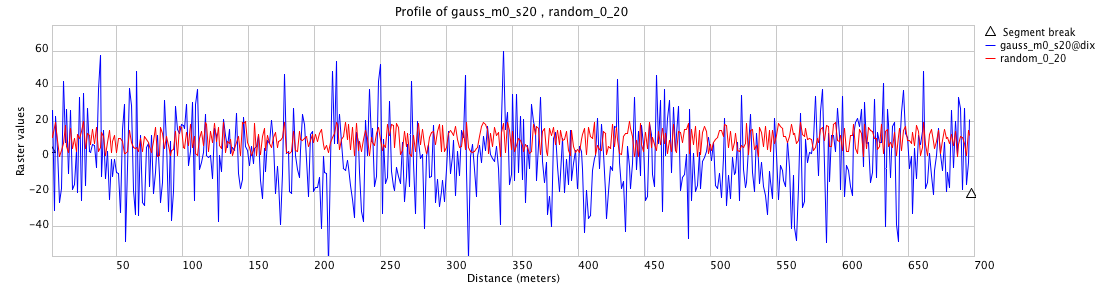 Profile of gauss_m0_s20 , random_0_20
Segment break
gauss_m0_s20@dix
random_0_20
Raster values
60
40
20
0
−20
−40
50 100 150 200 250 300 350 400 450 500 550 600 650 700
Distance (meters)